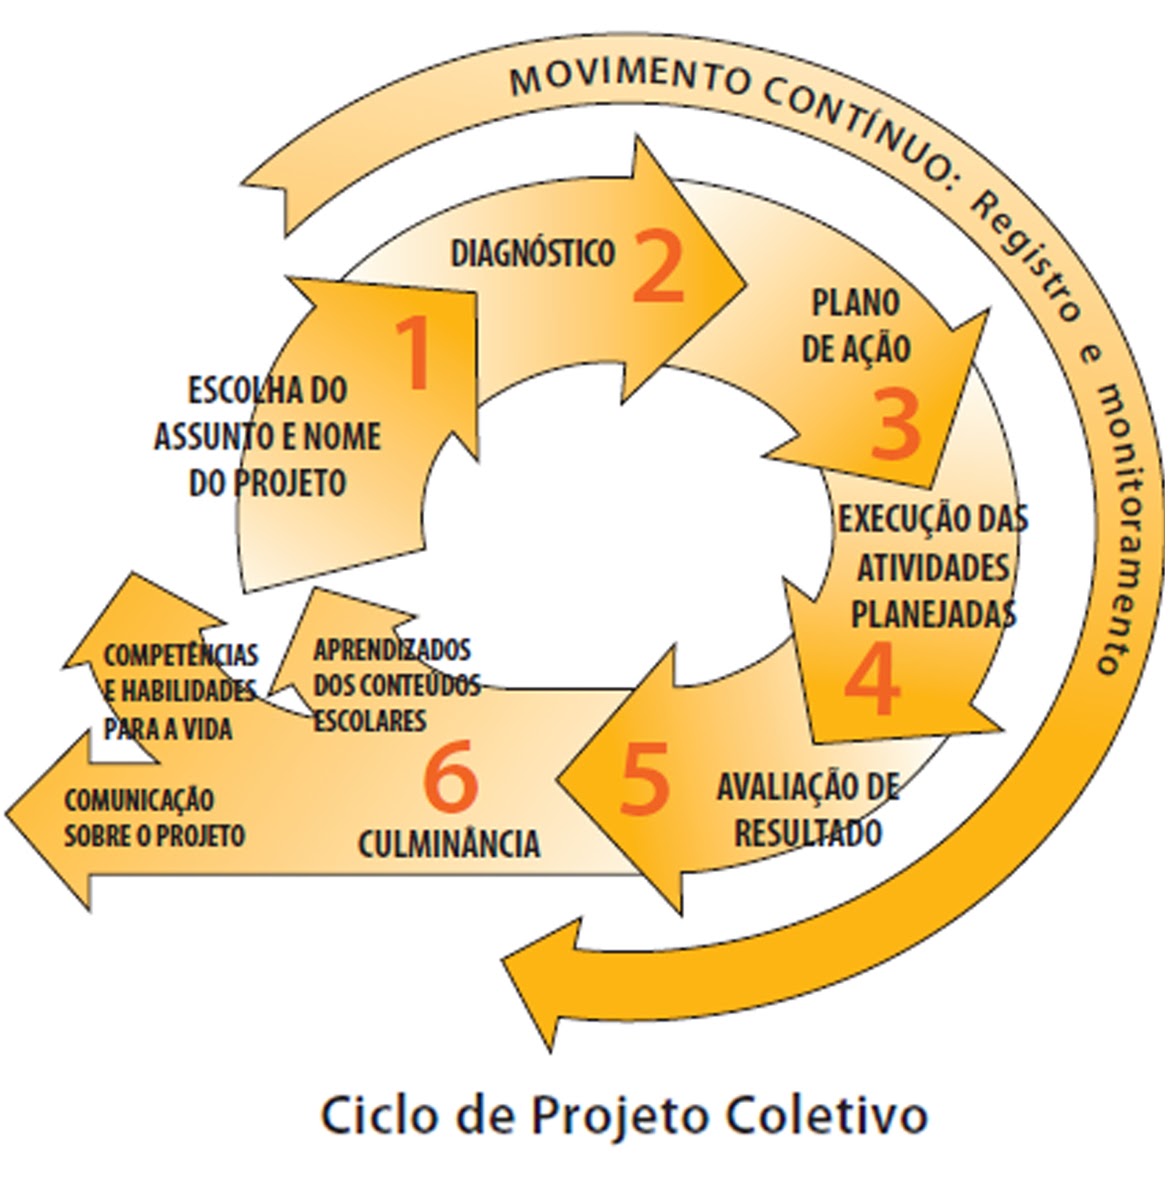 MOVIMENTO CONTÍNUO: Registro e monitoramento
1
ESCOLHA DO
ASSUNTO E NOME
DO PROJETO
DIAGNÓSTICO 2
PLANO
DE AÇÃO
3
EXECUÇÃO DAS
ATIVIDADES
PLANEJADAS
4
5
AVALIAÇÃO DE
RESULTADO
6
CULMINÂNCIA
APRENDIZADOS
DOS CONTEÚDOS
ESCOLARES
COMPETÊNCIAS
E HABILIDADES
PARA A VIDA
COMUNICAÇÃO
SOBRE O PROJETO
Ciclo de Projeto Coletivo